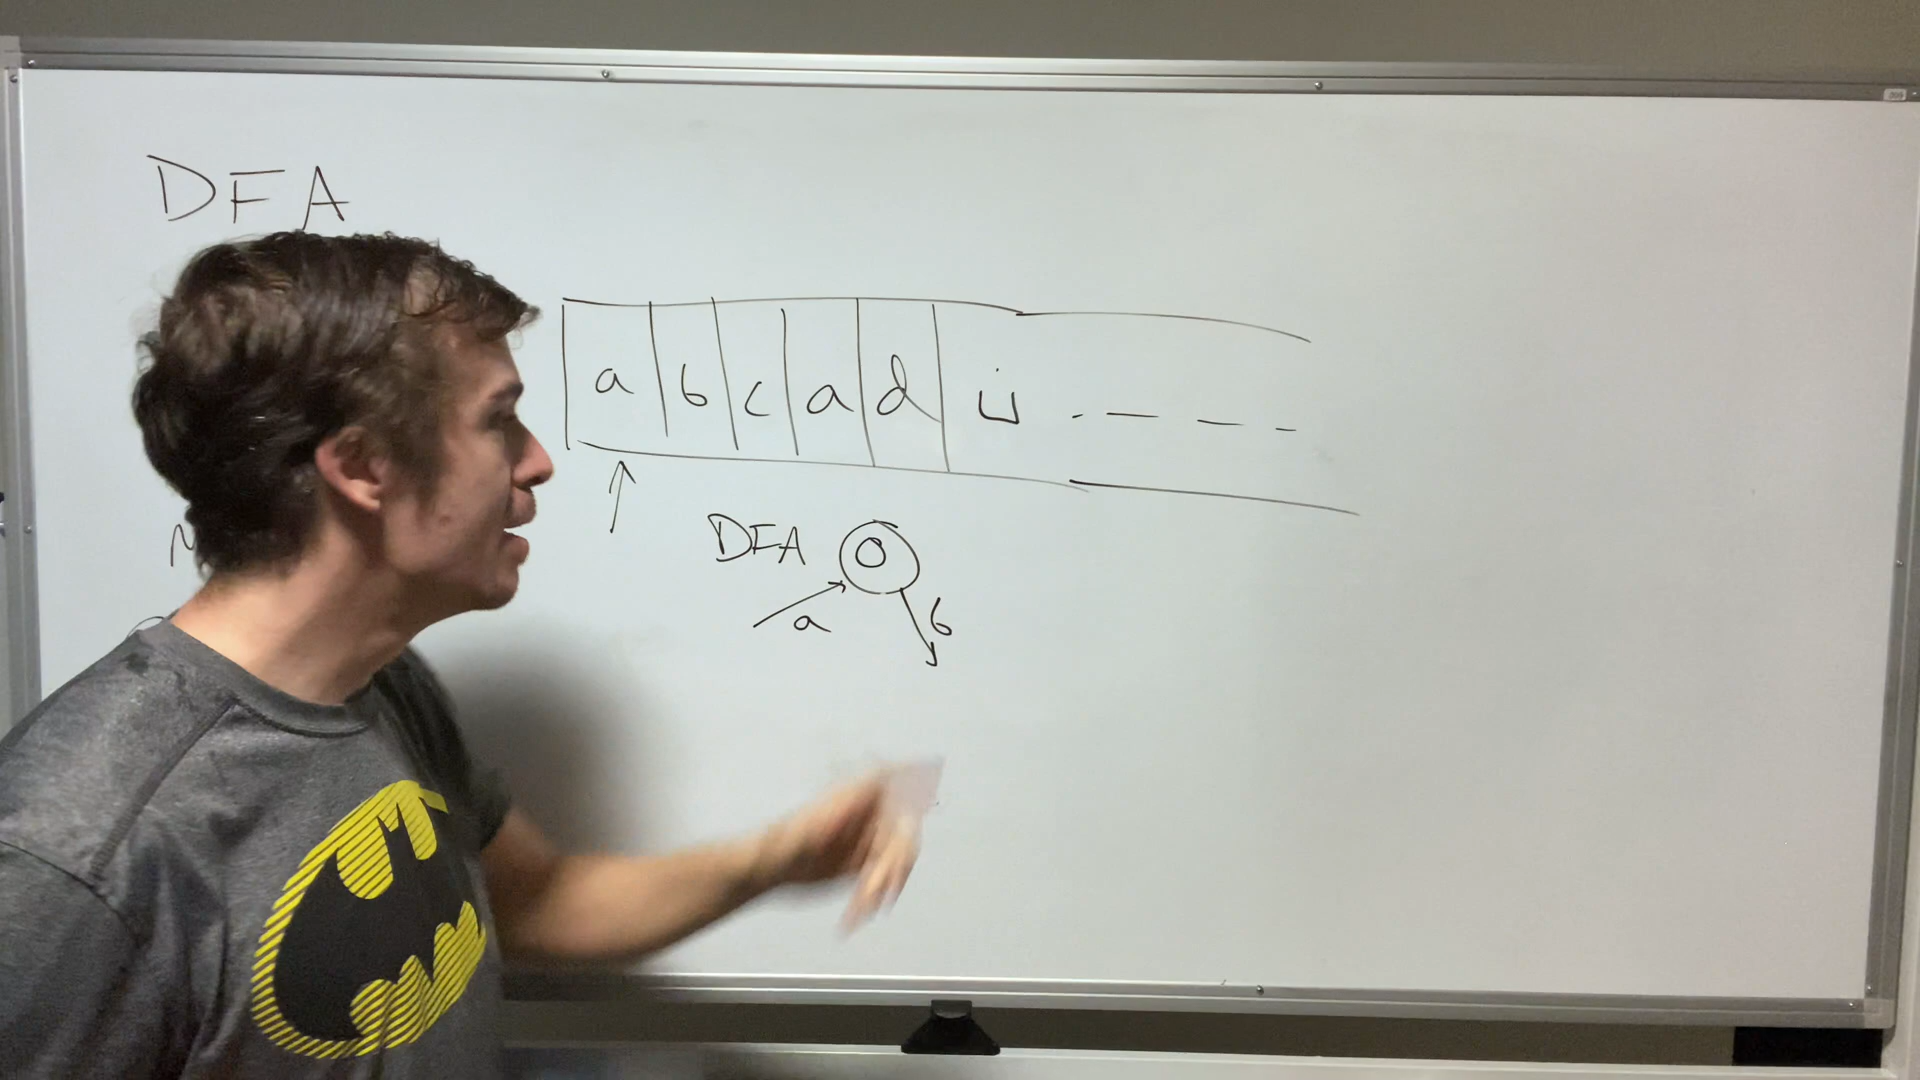 DFA
a b c a d ⊔ . — — -
N
DFA 0
a b